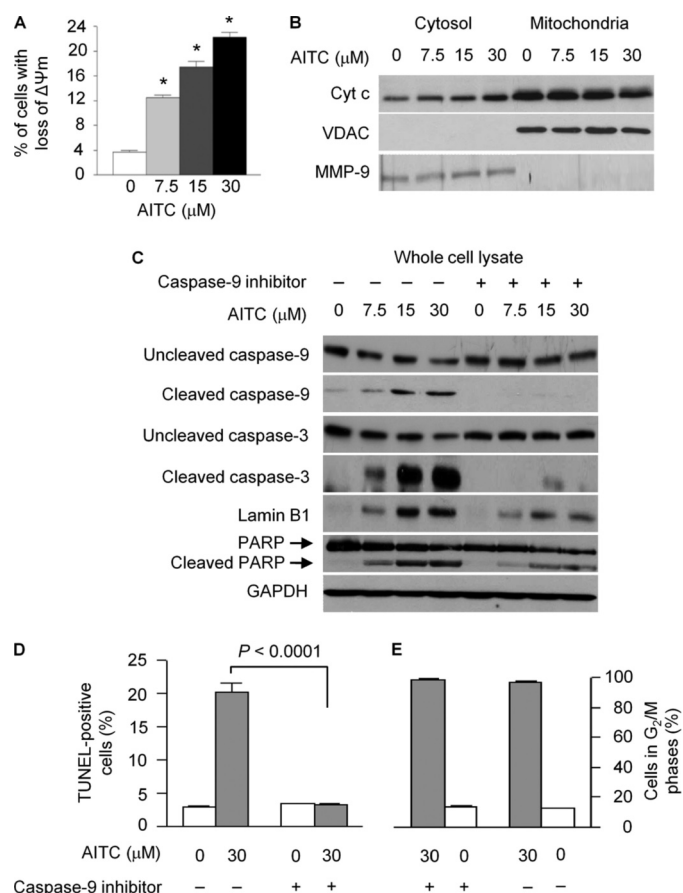 A
% of cells with
loss of ΔΨm
24
20
16
12
8
4
0
*
*
*
0 7.5 15 30
AITC (μM)
B
Cytosol Mitochondria
AITC (μM) 0 7.5 15 30 0 7.5 15 30
Cyt c
VDAC
MMP-9
C
Whole cell lysate
Caspase-9 inhibitor – – – – + + + +
AITC (μM) 0 7.5 15 30 0 7.5 15 30
Uncleaved caspase-9
Cleaved caspase-9
Uncleaved caspase-3
Cleaved caspase-3
Lamin B1
PARP
Cleaved PARP
GAPDH
D
P < 0.0001
TUNEL-positive
cells (%)
25
20
15
10
5
0
E
100
80
60
40
20
0
Cells in G2/M
phases (%)
AITC (μM) 0 30 0 30 30 0 30 0
Caspase-9 inhibitor – – + + + + – –